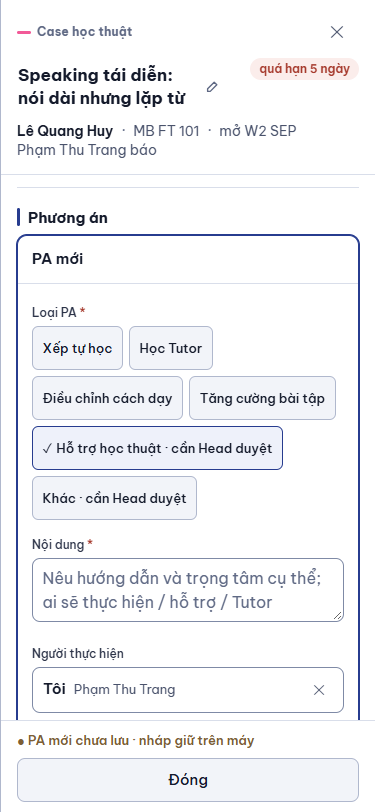 Case học thuật
Speaking tái diễn:
nói dài nhưng lặp từ
quá hạn 5 ngày
Lê Quang Huy · MB FT 101 · mở W2 SEP
Phạm Thu Trang báo
Phương án
PA mới
Loại PA *
Xếp tự học
Học Tutor
Điều chỉnh cách dạy
Tăng cường bài tập
✓ Hỗ trợ học thuật · cần Head duyệt
Khác · cần Head duyệt
Nội dung *
Nêu hướng dẫn và trọng tâm cụ thể;
ai sẽ thực hiện / hỗ trợ / Tutor
Người thực hiện
Tôi Phạm Thu Trang
● PA mới chưa lưu · nháp giữ trên máy
Đóng